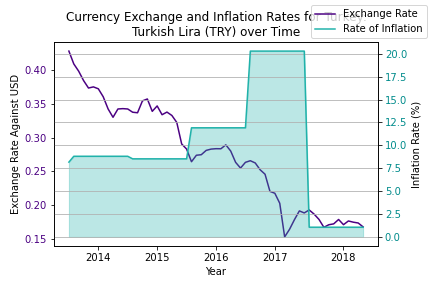 Currency Exchange and Inflation Rates for Turkey
Turkish Lira (TRY) over Time
Exchange Rate
Rate of Inflation
Exchange Rate Against USD
0.40
0.35
0.30
0.25
0.20
0.15
20.0
17.5
15.0
12.5
10.0
7.5
5.0
2.5
0.0
Inflation Rate (%)
2014
2015
2016
2017
2018
Year